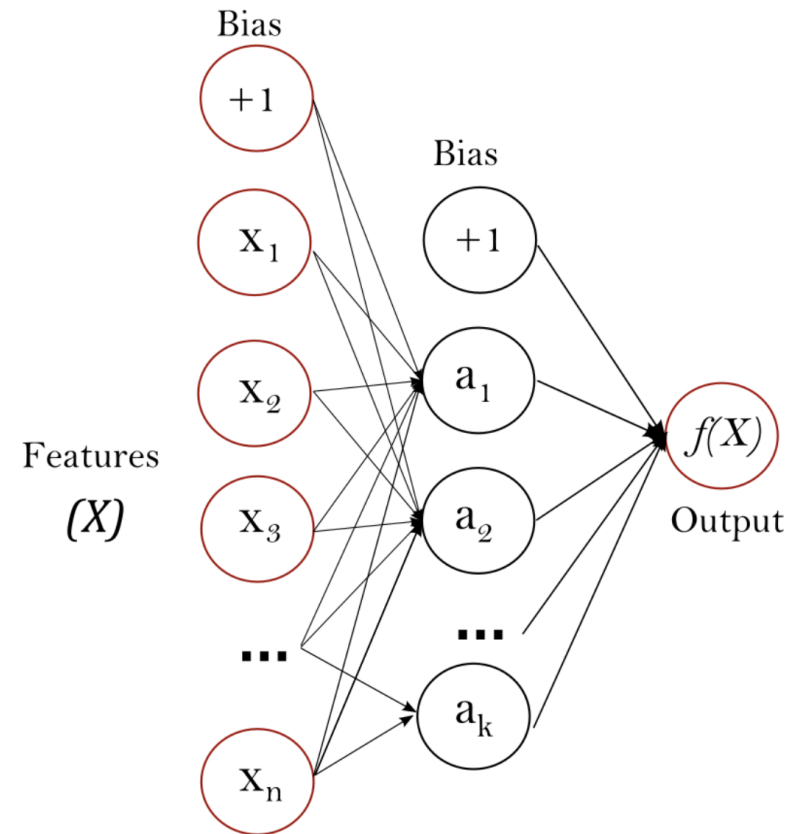 Bias
+1
x₁
x₂
x₃
...
xₙ
Features
(X)
Bias
+1
a₁
a₂
...
aₖ
f(X)
Output